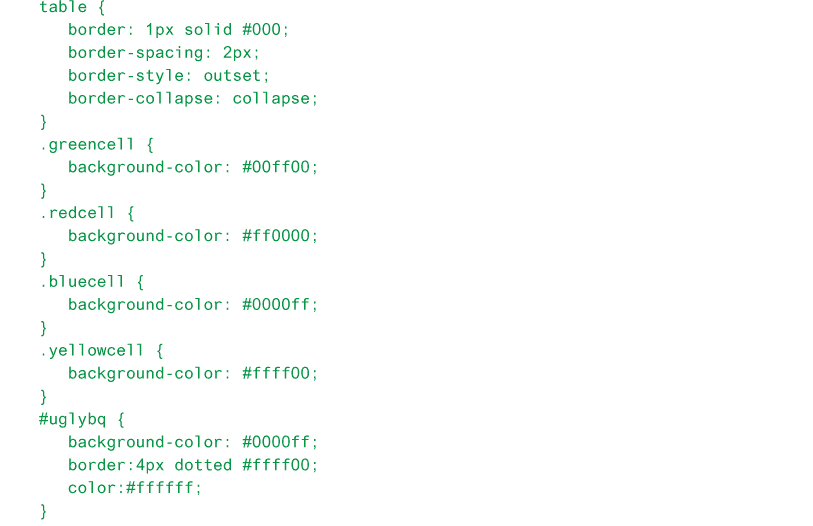 table {
border: 1px solid #000;
border-spacing: 2px;
border-style: outset;
border-collapse: collapse;
}
.greencell {
background-color: #00ff00;
}
.redcell {
background-color: #ff0000;
}
.bluecell {
background-color: #0000ff;
}
.yellowcell {
background-color: #ffff00;
}
#uglybq {
background-color: #0000ff;
border:4px dotted #ffff00;
color:#ffffff;
}